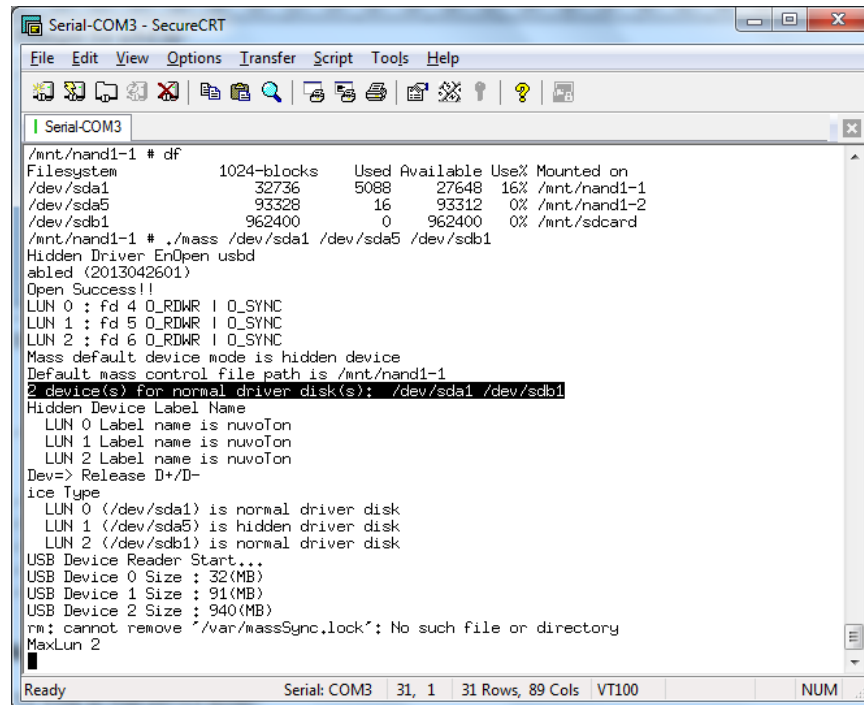 Serial-COM3 - SecureCRT
File Edit View Options Transfer Script Tools Help
Serial-COM3
/mnt/nand1-1 # df
Filesystem 1024-blocks Used Available Use% Mounted on
/dev/sda1 32736 5088 27648 16% /mnt/nand1-1
/dev/sda5 93328 16 93312 0% /mnt/nand1-2
/dev/sdb1 962400 0 962400 0% /mnt/sdcard
/mnt/nand1-1 # ./mass /dev/sda1 /dev/sda5 /dev/sdb1
Hidden Driver EnOpen usbd
abled (2013042601)
Open Success!!
LUN 0 : fd 4 O_RDWR | O_SYNC
LUN 1 : fd 5 O_RDWR | O_SYNC
LUN 2 : fd 6 O_RDWR | O_SYNC
Mass default device mode is hidden device
Default mass control file path is /mnt/nand1-1
2 device(s) for normal driver disk(s): /dev/sda1 /dev/sdb1
Hidden Device Label Name
LUN 0 Label name is nuvoTon
LUN 1 Label name is nuvoTon
LUN 2 Label name is nuvoTon
Dev=> Release D+/D-
ice Type
LUN 0 (/dev/sda1) is normal driver disk
LUN 1 (/dev/sda5) is hidden driver disk
LUN 2 (/dev/sdb1) is normal driver disk
USB Device Reader Start...
USB Device 0 Size : 32(MB)
USB Device 1 Size : 91(MB)
USB Device 2 Size : 940(MB)
rm: cannot remove '/var/massSync.lock': No such file or directory
MaxLun 2
Ready Serial: COM3 31, 1 31 Rows, 89 Cols VT100 NUM